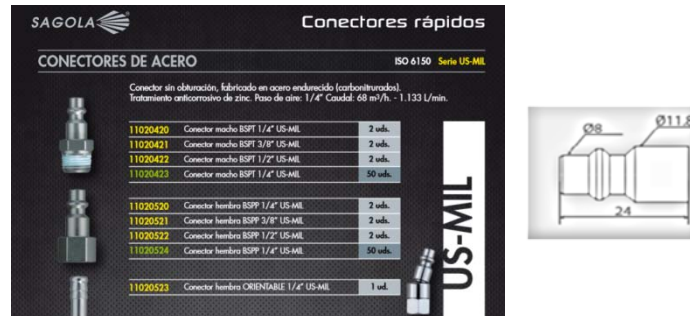 SAGOLA
Conectores rápidos
CONECTORES DE ACERO
ISO 6150 Serie US-MIL
Conector sin obturación, fabricado en acero endurecido (carbonitrurados).
Tratamiento anticorrosivo de zinc. Paso de aire: 1/4" Caudal: 68 m³/h. - 1.133 L/min.
11020420 Conector macho BSPT 1/4" US-MIL 2 uds.
11020421 Conector macho BSPT 3/8" US-MIL 2 uds.
11020422 Conector macho BSPT 1/2" US-MIL 2 uds.
11020423 Conector macho BSPT 1/4" US-MIL 50 uds.
11020520 Conector hembra BSPP 1/4" US-MIL 2 uds.
11020521 Conector hembra BSPP 3/8" US-MIL 2 uds.
11020522 Conector hembra BSPP 1/2" US-MIL 2 uds.
11020524 Conector hembra BSPP 1/4" US-MIL 50 uds.
11020523 Conector hembra ORIENTABLE 1/4" US-MIL 1 ud.
US-MIL
Ø8
Ø11,8
24